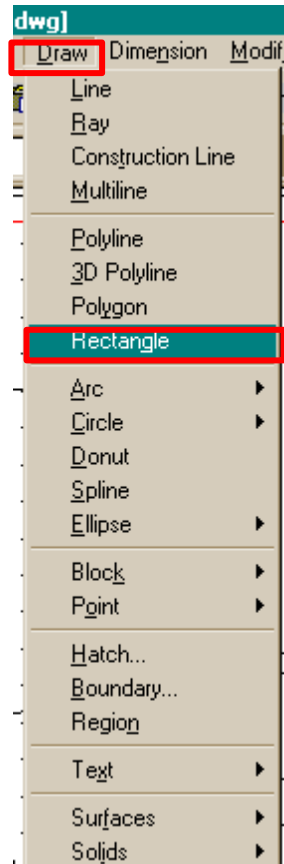 dwg]
Draw Dimension Modif
Line
Ray
Construction Line
Multiline
Polyline
3D Polyline
Polygon
Rectangle
Arc
Circle
Donut
Spline
Ellipse
Block
Point
Hatch...
Boundary...
Region
Text
Surfaces
Solids